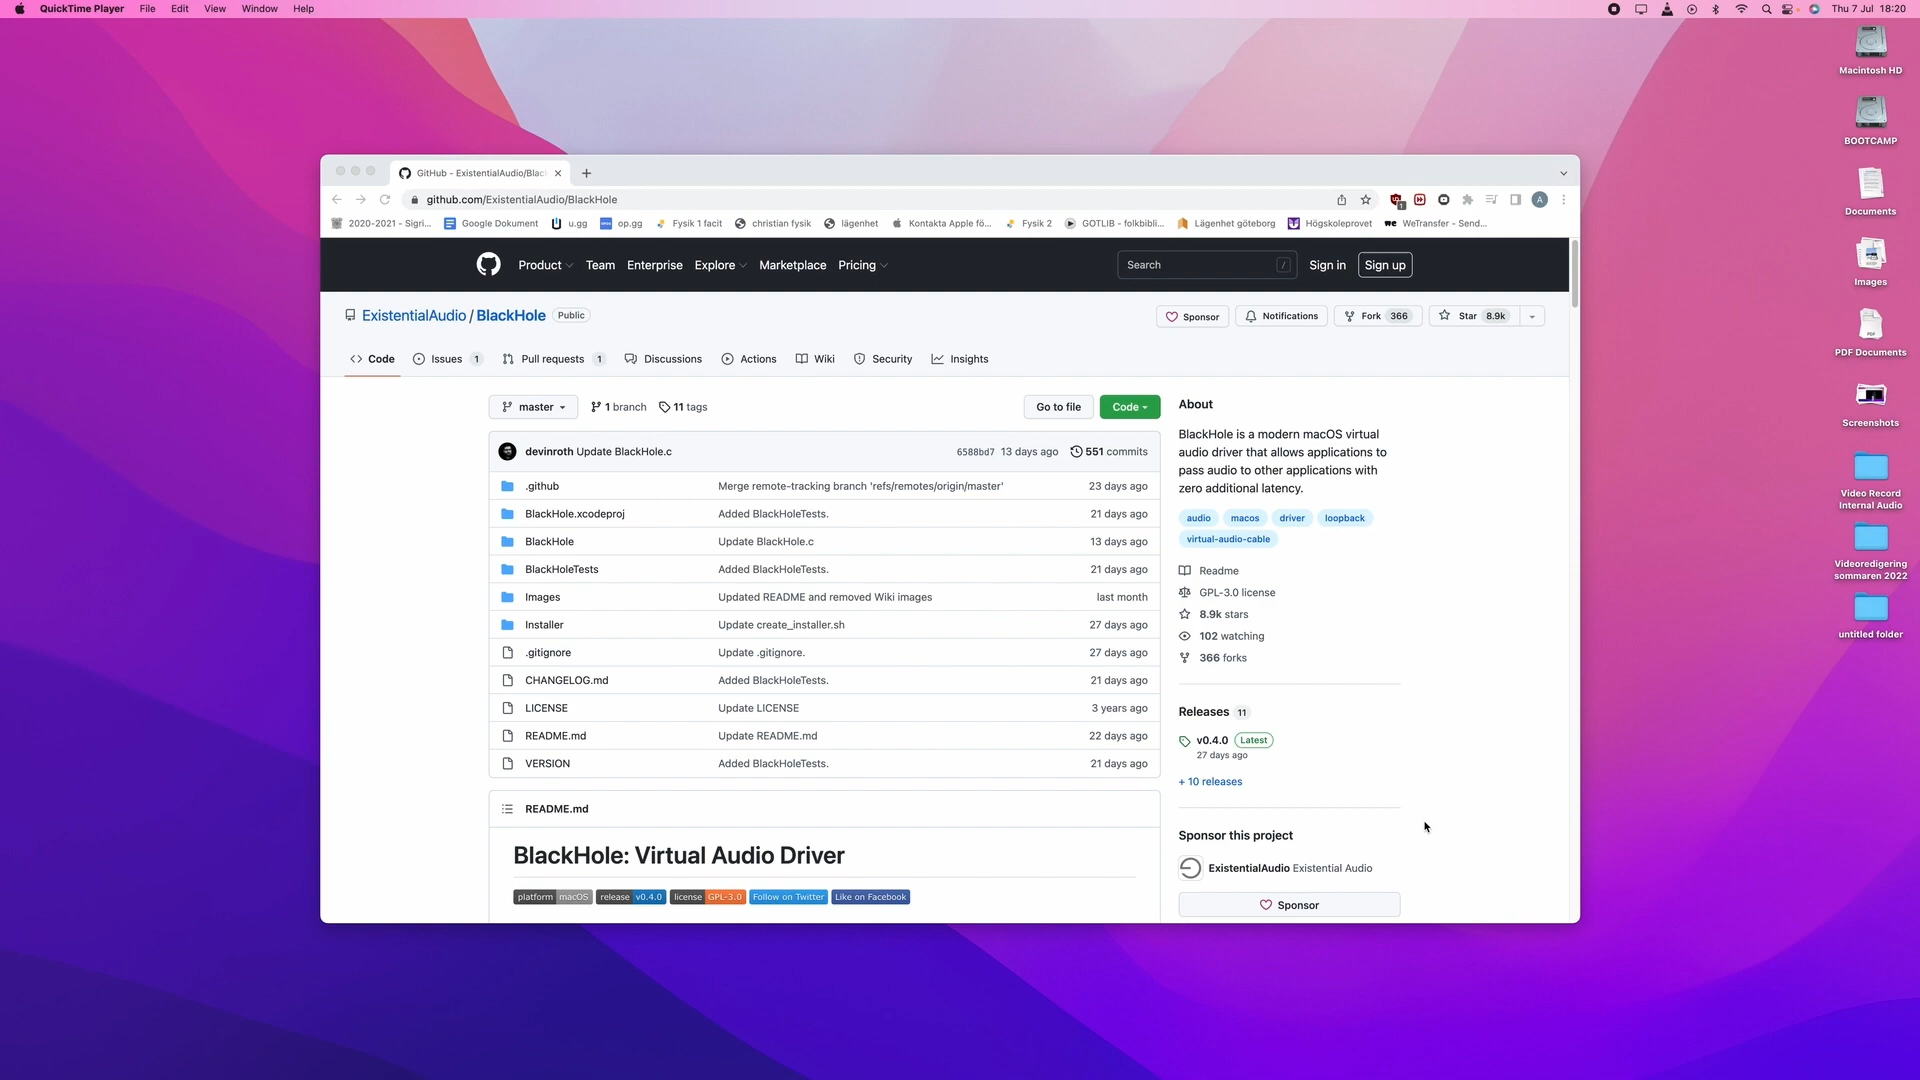 QuickTime Player File Edit View Window Help Thu 7 Jul 18:20
Macintosh HD
BOOTCAMP
Documents
Images
PDF Documents
Screenshots
Video Record
Internal Audio
Videoredigering
sommaren 2022
untitled folder
GitHub - ExistentialAudio/Blac
github.com/ExistentialAudio/BlackHole
1
A
2020-2021 - Sigri... Google Dokument u.gg op.gg Fysik 1 facit christian fysik lägenhet Kontakta Apple fö... Fysik 2 GOTLIB - folkbibli... Lägenhet göteborg Högskoleprovet WeTransfer - Send...
Product Team Enterprise Explore Marketplace Pricing Search / Sign in Sign up
ExistentialAudio / BlackHole Public Sponsor Notifications Fork 366 Star 8.9k
Code Issues 1 Pull requests 1 Discussions Actions Wiki Security Insights
master 1 branch 11 tags Go to file Code
devinroth Update BlackHole.c 6588bd7 13 days ago 551 commits
.github Merge remote-tracking branch 'refs/remotes/origin/master' 23 days ago
BlackHole.xcodeproj Added BlackHoleTests. 21 days ago
BlackHole Update BlackHole.c 13 days ago
BlackHoleTests Added BlackHoleTests. 21 days ago
Images Updated README and removed Wiki images last month
Installer Update create_installer.sh 27 days ago
.gitignore Update .gitignore. 27 days ago
CHANGELOG.md Added BlackHoleTests. 21 days ago
LICENSE Update LICENSE 3 years ago
README.md Update README.md 22 days ago
VERSION Added BlackHoleTests. 21 days ago
README.md
BlackHole: Virtual Audio Driver
platform macOS release v0.4.0 license GPL-3.0 Follow on Twitter Like on Facebook
About
BlackHole is a modern macOS virtual
audio driver that allows applications to
pass audio to other applications with
zero additional latency.
audio macos driver loopback
virtual-audio-cable
Readme
GPL-3.0 license
8.9k stars
102 watching
366 forks
Releases 11
v0.4.0 Latest
27 days ago
+ 10 releases
Sponsor this project
ExistentialAudio Existential Audio
Sponsor